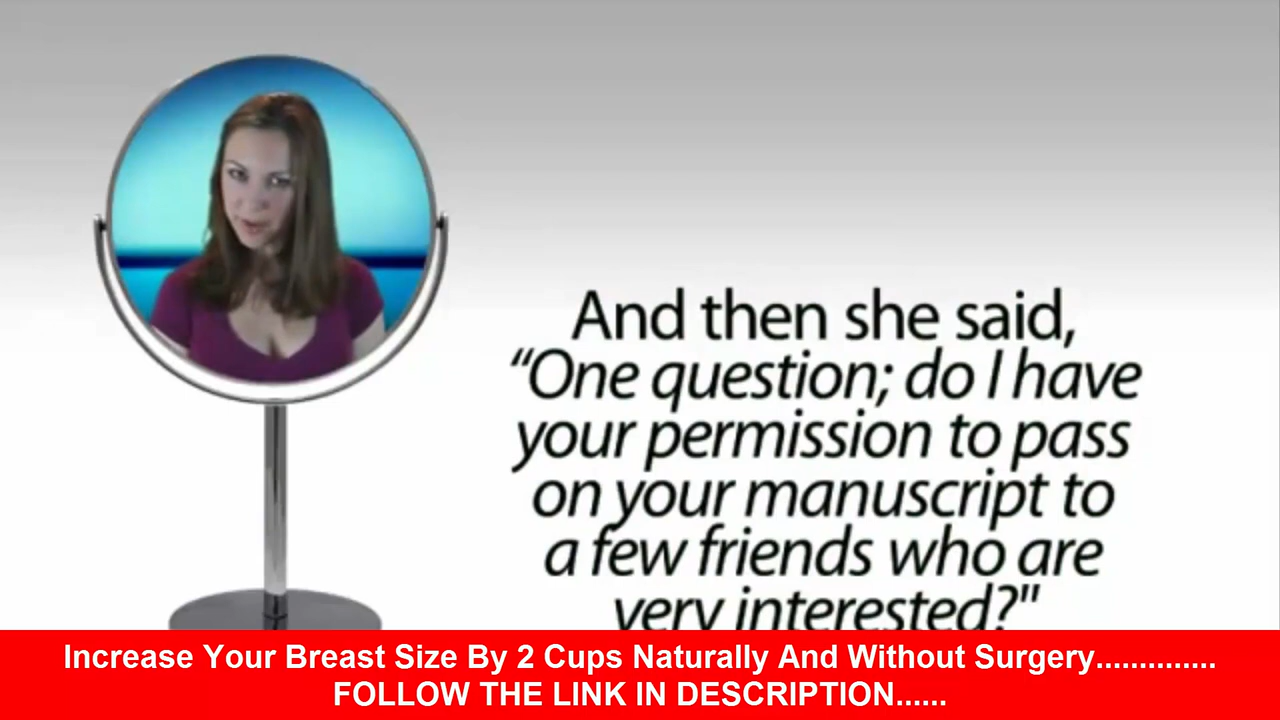 And then she said,
“One question; do I have
your permission to pass
on your manuscript to
a few friends who are
very interested?"
Increase Your Breast Size By 2 Cups Naturally And Without Surgery..............
FOLLOW THE LINK IN DESCRIPTION......